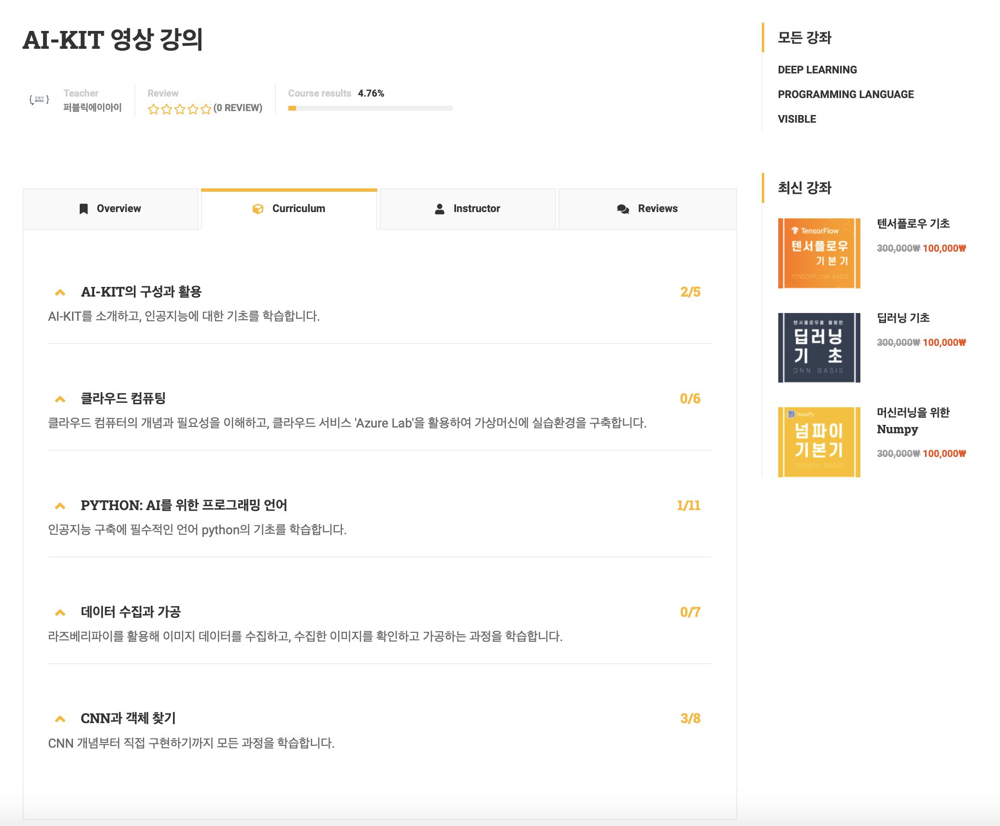 AI-KIT 영상 강의
퍼블릭
에이아이
Teacher
퍼블릭에이아이
Review
(0 REVIEW)
Course results 4.76%
Overview
Curriculum
Instructor
Reviews
AI-KIT의 구성과 활용 2/5
AI-KIT를 소개하고, 인공지능에 대한 기초를 학습합니다.
클라우드 컴퓨팅 0/6
클라우드 컴퓨터의 개념과 필요성을 이해하고, 클라우드 서비스 'Azure Lab'을 활용하여 가상머신에 실습환경을 구축합니다.
PYTHON: AI를 위한 프로그래밍 언어 1/11
인공지능 구축에 필수적인 언어 python의 기초를 학습합니다.
데이터 수집과 가공 0/7
라즈베리파이를 활용해 이미지 데이터를 수집하고, 수집한 이미지를 확인하고 가공하는 과정을 학습합니다.
CNN과 객체 찾기 3/8
CNN 개념부터 직접 구현하기까지 모든 과정을 학습합니다.
모든 강좌
DEEP LEARNING
PROGRAMMING LANGUAGE
VISIBLE
최신 강좌
TensorFlow
텐서플로우
기본기
TENSORFLOW BASIS
텐서플로우 기초
300,000₩ 100,000₩
텐서플로우를 활용한
딥러닝
기 초
DNN BASIS
딥러닝 기초
300,000₩ 100,000₩
NumPy
넘파이
기본기
NUMPY BASIS
머신러닝을 위한
Numpy
300,000₩ 100,000₩